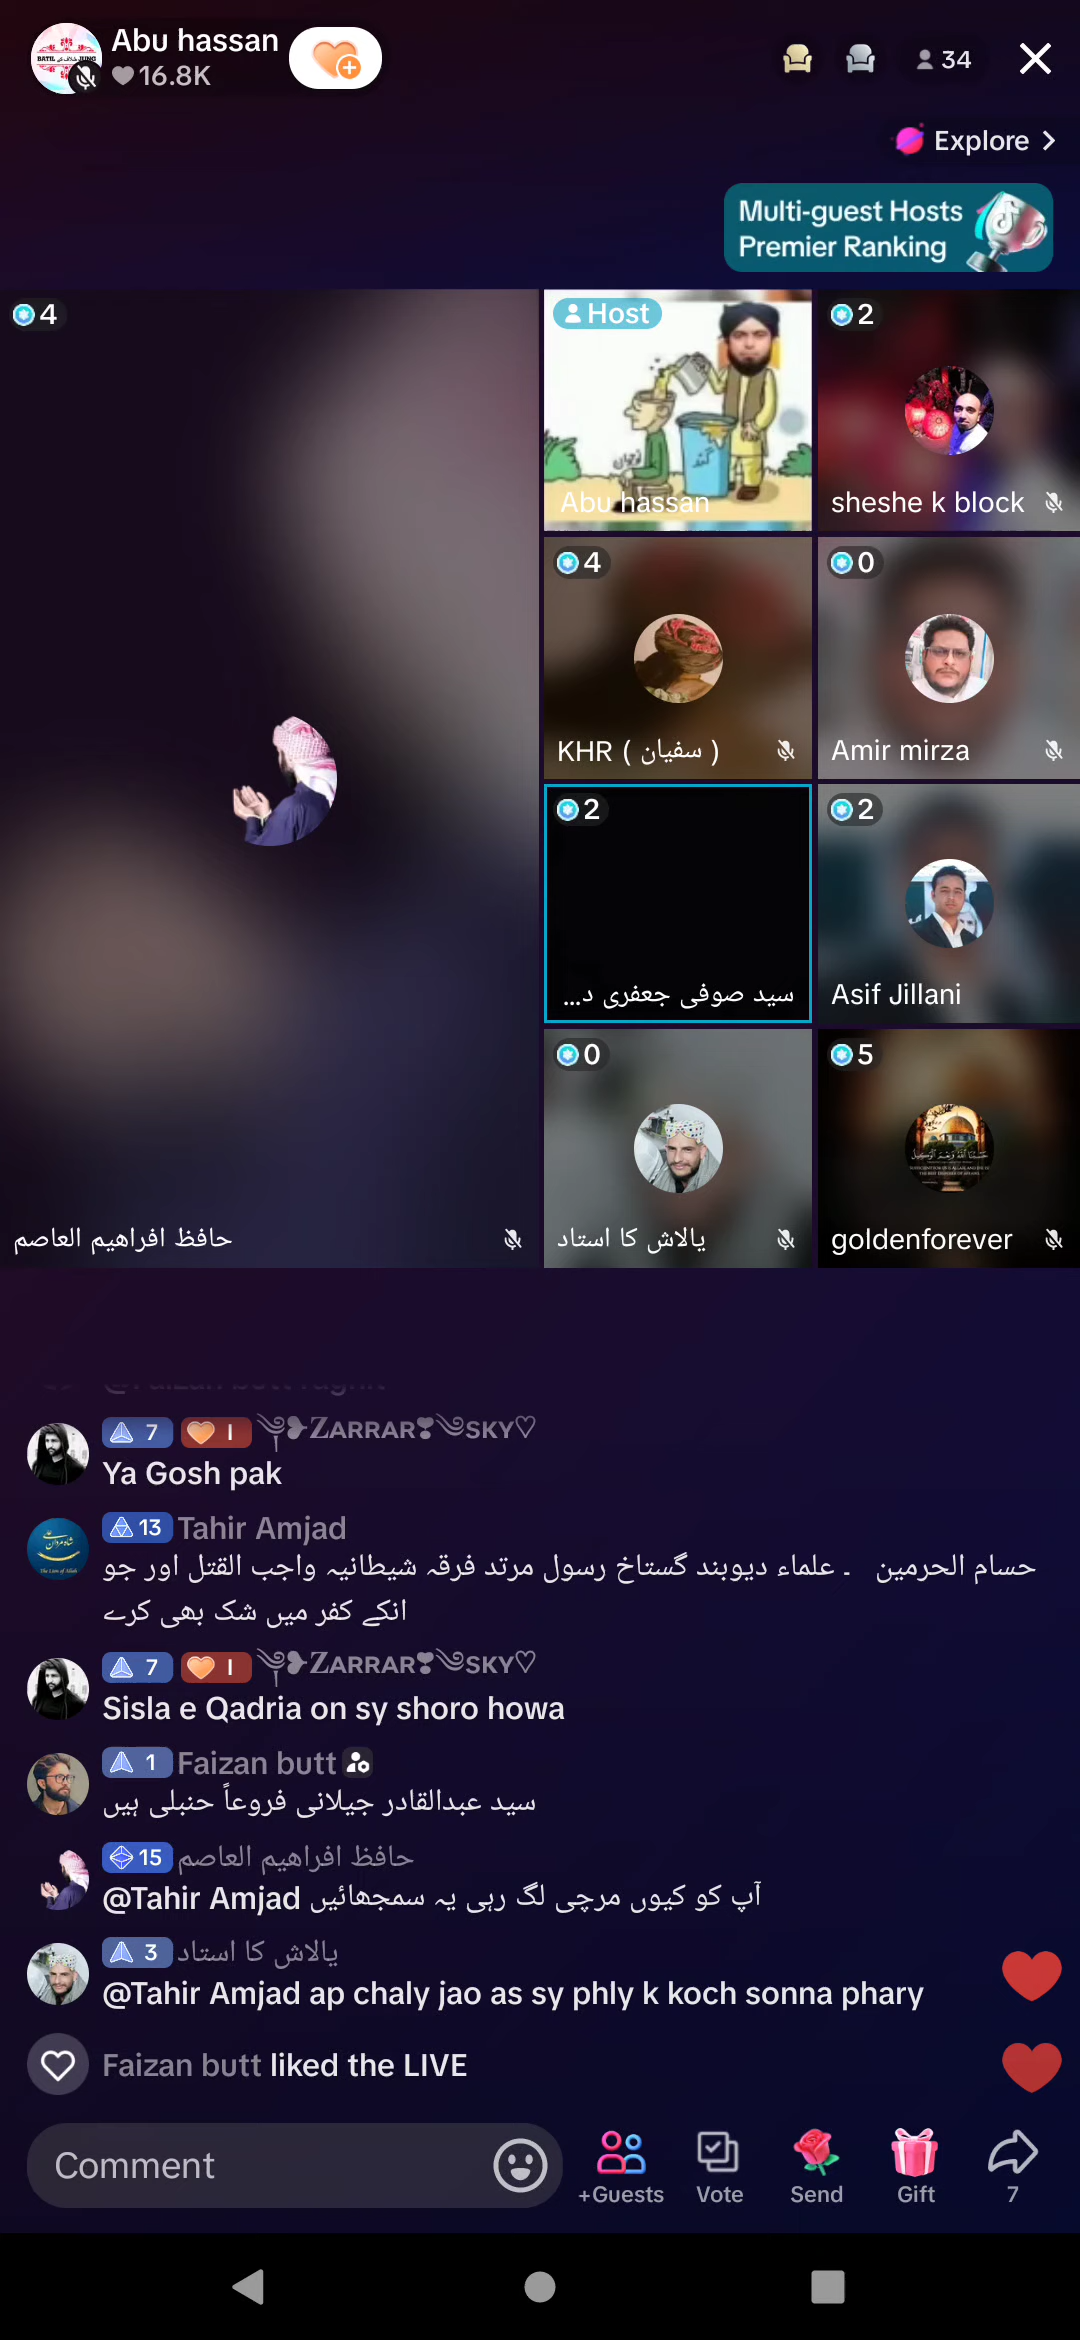 Abu hassan
16.8K
34
Explore
Multi-guest Hosts
Premier Ranking
4
Host
نوجوان
گند
Abu hassan
2
sheshe k block
4
KHR ( سفیان )
0
Amir mirza
2
سید صوفی جعفری د...
2
Asif Jillani
حافظ افراهيم العاصم
0
یالاش کا استاد
5
goldenforever
7 I ZARRAR SKY♡
Ya Gosh pak
13 Tahir Amjad
حسام الحرمین ۔ علماء دیوبند گستاخ رسول مرتد فرقہ شیطانیہ واجب القتل اور جو
انکے کفر میں شک بھی کرے
7 I ZARRAR SKY♡
Sisla e Qadria on sy shoro howa
1 Faizan butt
سید عبدالقادر جیلانی فروعاً حنبلی ہیں
15 حافظ افراهيم العاصم
@Tahir Amjad آپ کو کیوں مرچی لگ رہی یہ سمجھائیں
3 یالاش کا استاد
@Tahir Amjad ap chaly jao as sy phly k koch sonna phary
Faizan butt liked the LIVE
Comment
+Guests
Vote
Send
Gift
7